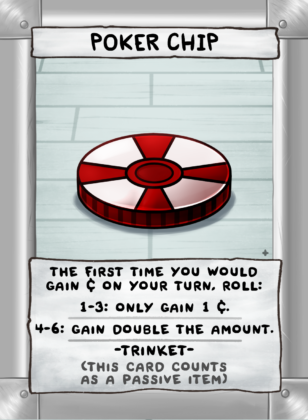 POKER CHIP
THE FIRST TIME YOU WOULD
GAIN ¢ ON YOUR TURN, ROLL:
1-3: ONLY GAIN 1 ¢.
4-6: GAIN DOUBLE THE AMOUNT.
-TRINKET-
(THIS CARD COUNTS
AS A PASSIVE ITEM)